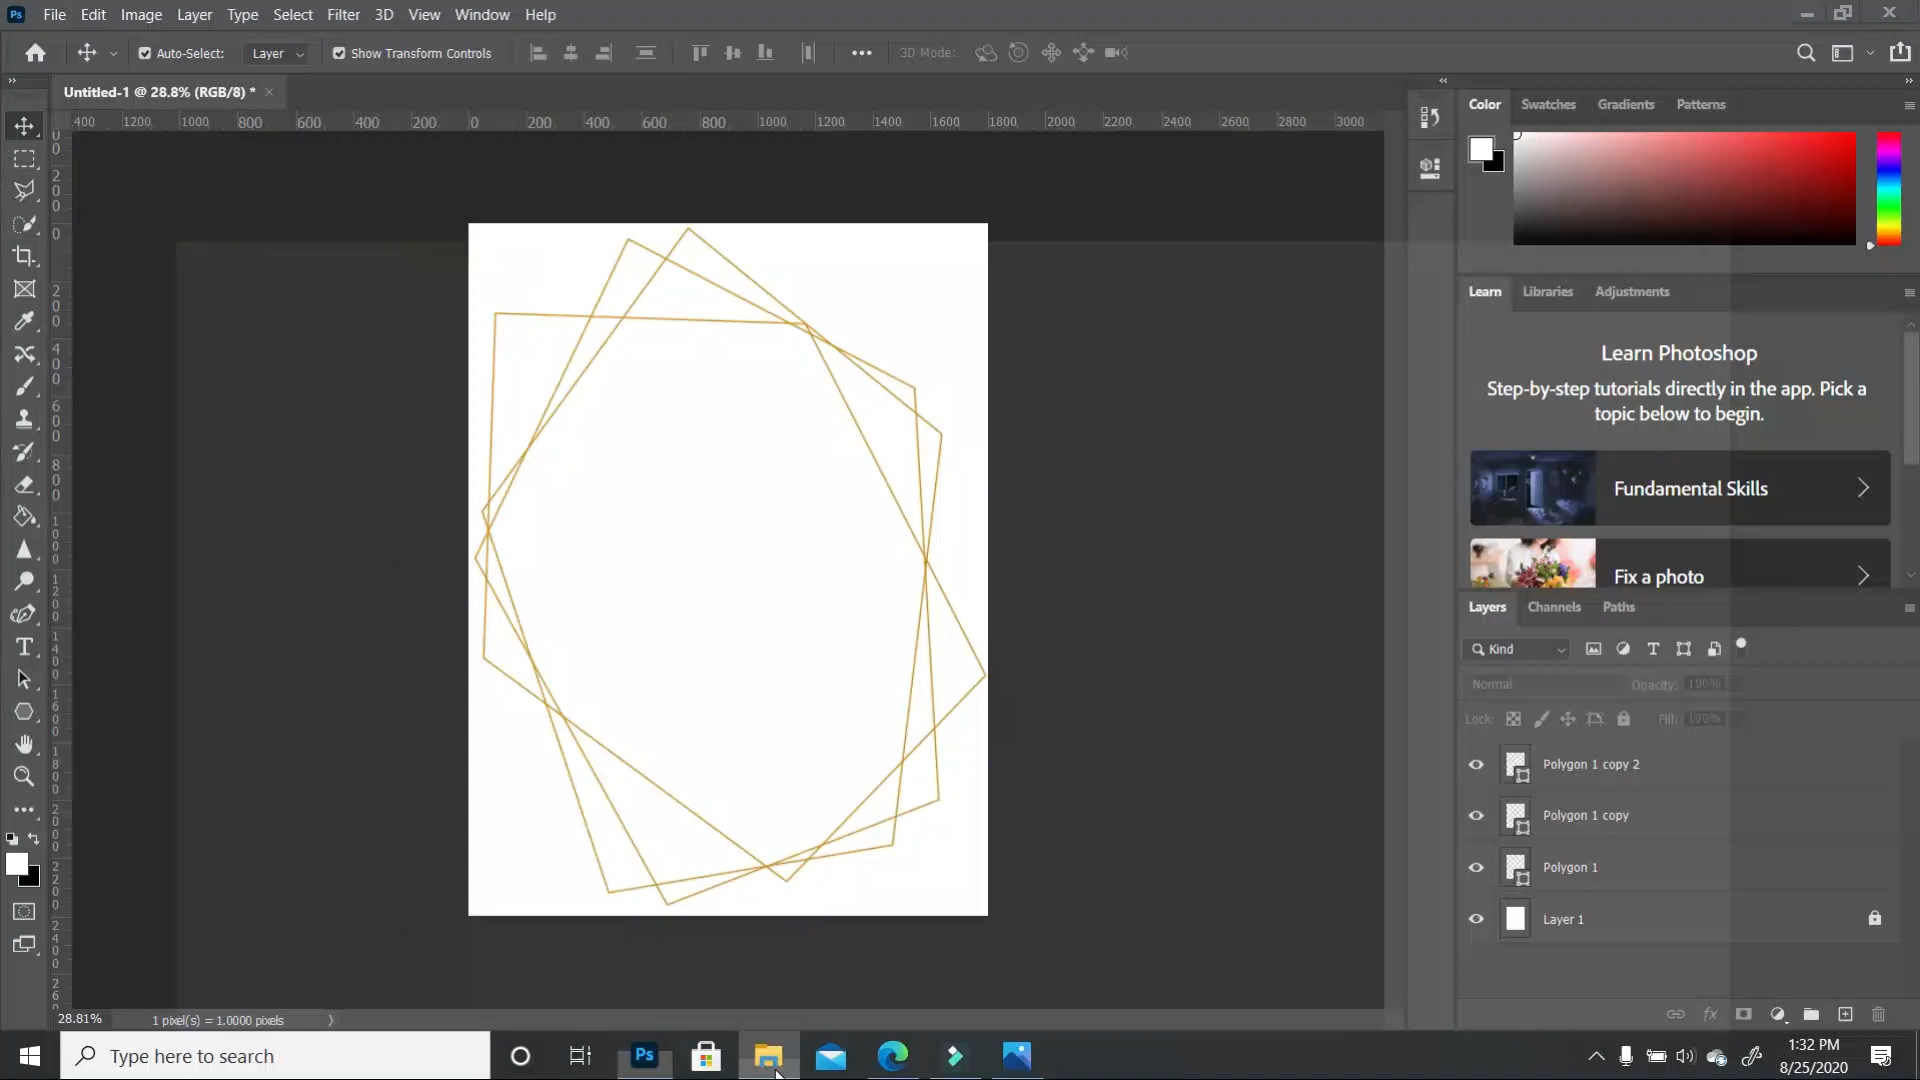 Ps File Edit Image Layer Type Select Filter 3D View Window Help
Auto-Select: Layer Show Transform Controls 3D Mode:
Untitled-1 @ 28.8% (RGB/8) *
400 1200 1000 800 600 400 200 0 200 400 600 800 1000 1200 1400 1600 1800 2000 2200 2400 2600 2800 3000
Color Swatches Gradients Patterns
Learn Libraries Adjustments
Learn Photoshop
Step-by-step tutorials directly in the app. Pick a
topic below to begin.
Fundamental Skills
Fix a photo
Layers Channels Paths
Kind
Normal Opacity: 100%
Lock: Fill: 100%
Polygon 1 copy 2
Polygon 1 copy
Polygon 1
Layer 1
28.81% 1 pixel(s) = 1.0000 pixels
Type here to search
Ps
1:32 PM
8/25/2020